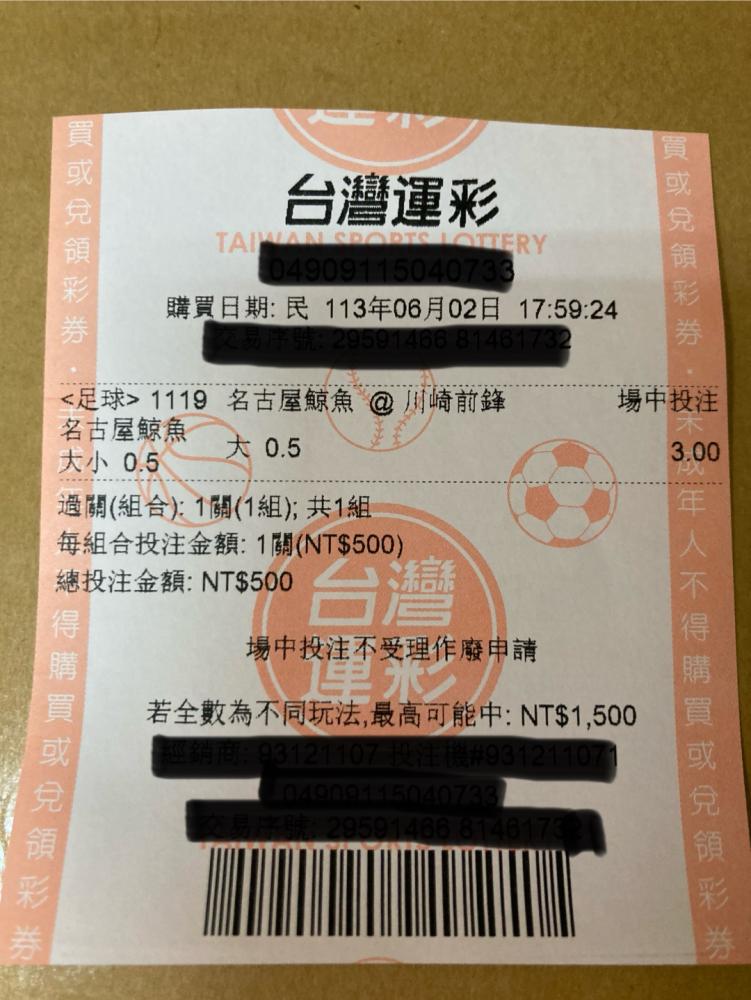 運彩
台灣運彩
TAIWAN SPORTS LOTTERY
購買日期: 民 113年06月02日 17:59:24
<足球> 1119 名古屋鯨魚 @ 川崎前鋒 場中投注
名古屋鯨魚
大小 0.5 大 0.5 3.00
過關(組合): 1關(1組); 共1組
每組合投注金額: 1關(NT$500)
總投注金額: NT$500
台灣
運彩
場中投注不受理作廢申請
若全數為不同玩法,最高可能中: NT$1,500
買或兌領彩券・
得購買或兌領彩券
買或兌領彩券・未成年人不得購買或兌領彩券